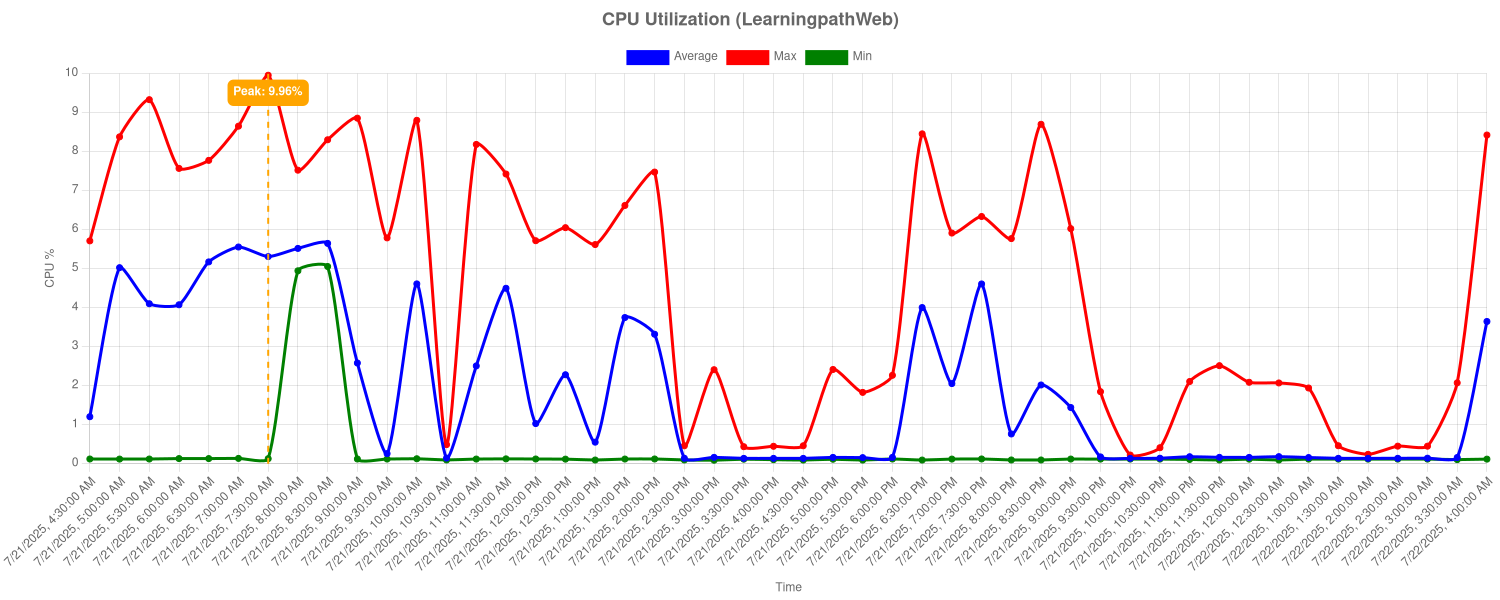 CPU Utilization (LearningpathWeb)
Average Max Min
Peak: 9.96%
10
9
8
7
6
5
4
3
2
1
0
CPU %
7/21/2025, 4:30:00 AM
7/21/2025, 5:00:00 AM
7/21/2025, 5:30:00 AM
7/21/2025, 6:00:00 AM
7/21/2025, 6:30:00 AM
7/21/2025, 7:00:00 AM
7/21/2025, 7:30:00 AM
7/21/2025, 8:00:00 AM
7/21/2025, 8:30:00 AM
7/21/2025, 9:00:00 AM
7/21/2025, 9:30:00 AM
7/21/2025, 10:00:00 AM
7/21/2025, 10:30:00 AM
7/21/2025, 11:00:00 AM
7/21/2025, 11:30:00 AM
7/21/2025, 12:00:00 PM
7/21/2025, 12:30:00 PM
7/21/2025, 1:00:00 PM
7/21/2025, 1:30:00 PM
7/21/2025, 2:00:00 PM
7/21/2025, 2:30:00 PM
7/21/2025, 3:00:00 PM
7/21/2025, 3:30:00 PM
7/21/2025, 4:00:00 PM
7/21/2025, 4:30:00 PM
7/21/2025, 5:00:00 PM
7/21/2025, 5:30:00 PM
7/21/2025, 6:00:00 PM
7/21/2025, 6:30:00 PM
7/21/2025, 7:00:00 PM
7/21/2025, 7:30:00 PM
7/21/2025, 8:00:00 PM
7/21/2025, 8:30:00 PM
7/21/2025, 9:00:00 PM
7/21/2025, 9:30:00 PM
7/21/2025, 10:00:00 PM
7/21/2025, 10:30:00 PM
7/21/2025, 11:00:00 PM
7/21/2025, 11:30:00 PM
7/22/2025, 12:00:00 AM
7/22/2025, 12:30:00 AM
7/22/2025, 1:00:00 AM
7/22/2025, 1:30:00 AM
7/22/2025, 2:00:00 AM
7/22/2025, 2:30:00 AM
7/22/2025, 3:00:00 AM
7/22/2025, 3:30:00 AM
7/22/2025, 4:00:00 AM
Time